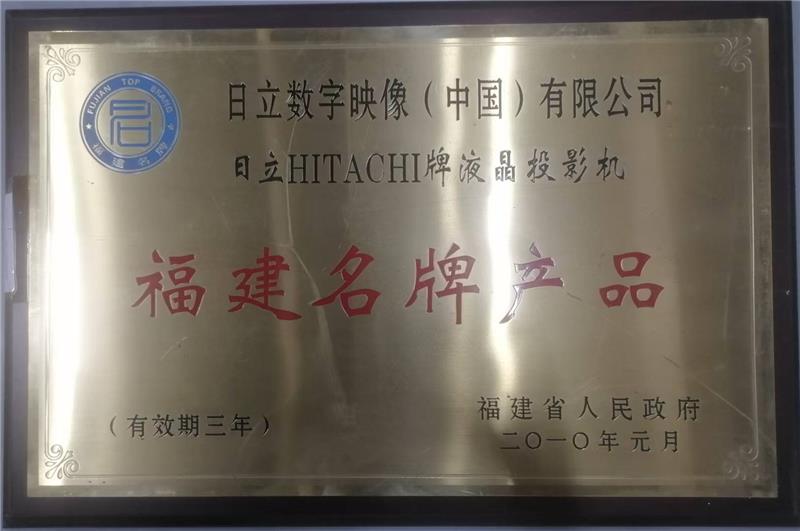 FUJIAN TOP BRAND
福建名牌
日立数字映像（中国）有限公司
日立HITACHI牌液晶投影机
福建名牌产品
（有效期三年）
福建省人民政府
二〇一〇年元月